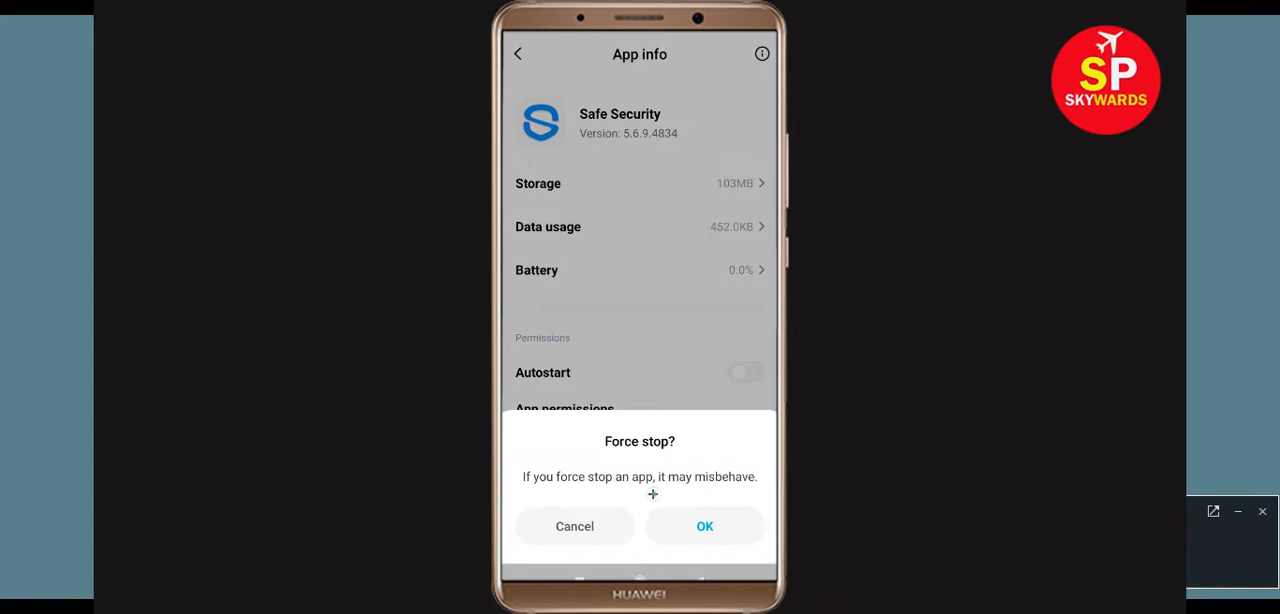 App info
SP
SKYWARDS
Safe Security
Version: 5.6.9.4834
Storage 103MB
Data usage 452.0KB
Battery 0.0%
Permissions
Autostart
App permissions
Force stop?
If you force stop an app, it may misbehave.
Cancel OK
HUAWEI